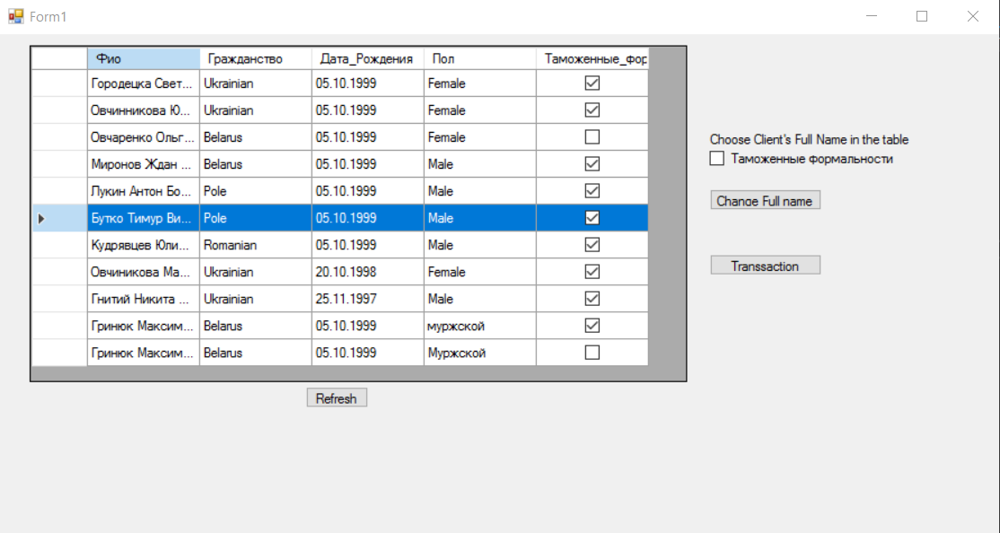 Form1
Фио Гражданство Дата_Рождения Пол Таможенные_фор
Городецка Свет... Ukrainian 05.10.1999 Female
Овчинникова Ю... Ukrainian 05.10.1999 Female
Овчаренко Ольг... Belarus 05.10.1999 Female
Миронов Ждан ... Belarus 05.10.1999 Male
Лукин Антон Бо... Pole 05.10.1999 Male
Бутко Тимур Ви... Pole 05.10.1999 Male
Кудрявцев Юли... Romanian 05.10.1999 Male
Овчиникова Ма... Ukrainian 20.10.1998 Female
Гнитий Никита ... Ukrainian 25.11.1997 Male
Гринюк Максим... Belarus 05.10.1999 муржской
Гринюк Максим... Belarus 05.10.1999 Муржской
Refresh
Choose Client's Full Name in the table
Таможенные формальности
Change Full name
Transsaction